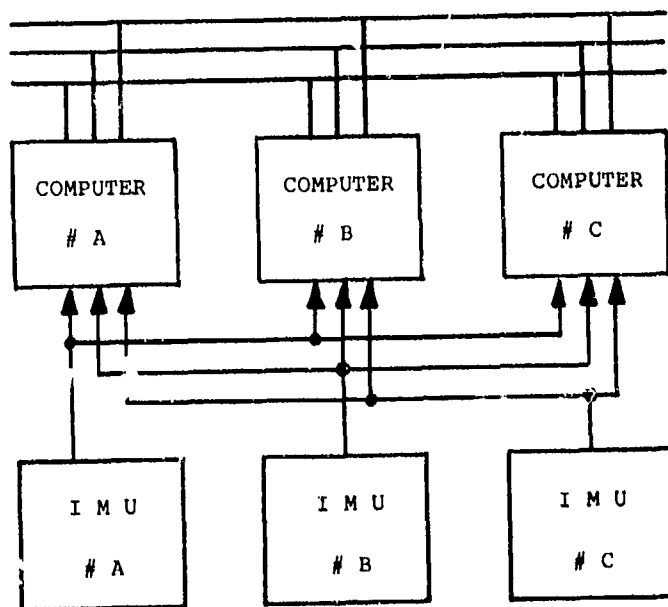 COMPUTER
# A
COMPUTER
# B
COMPUTER
# C
I M U
# A
I M U
# B
I M U
# C